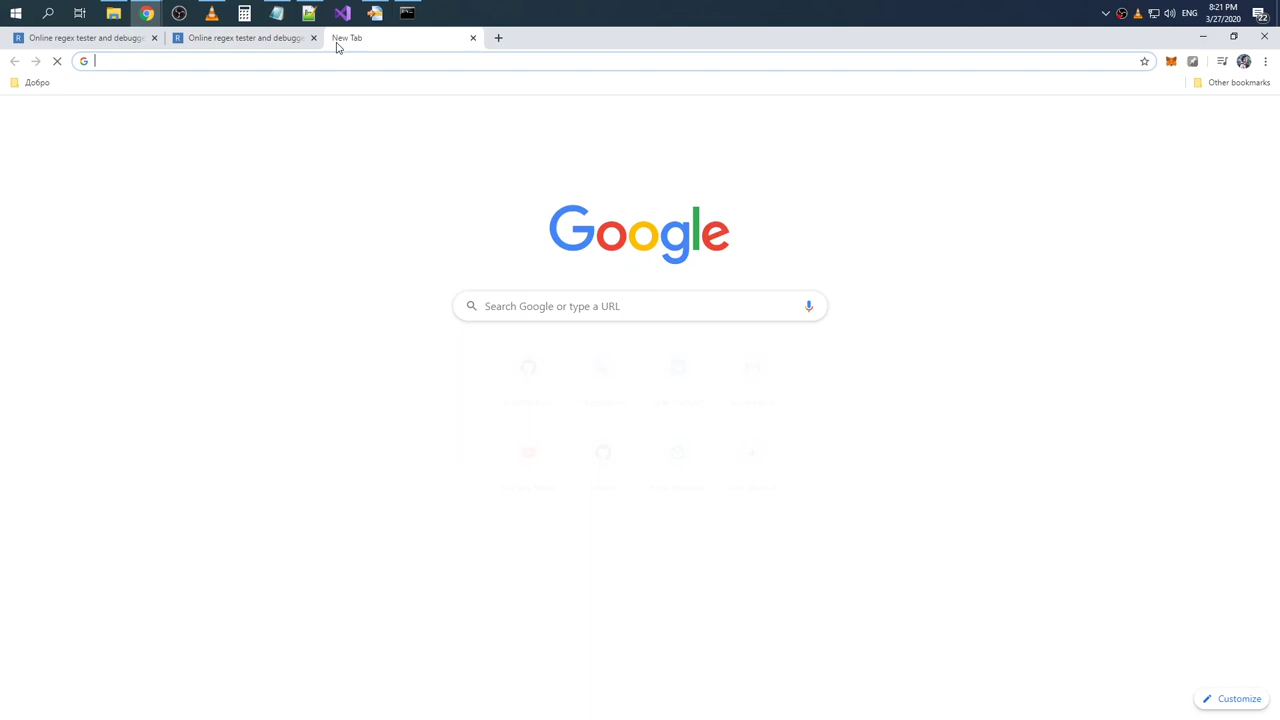 8:21 PM
ENG
3/27/2020
22
Online regex tester and debugge
Online regex tester and debugge
New Tab
Добро
Other bookmarks
Google
Search Google or type a URL
Customize